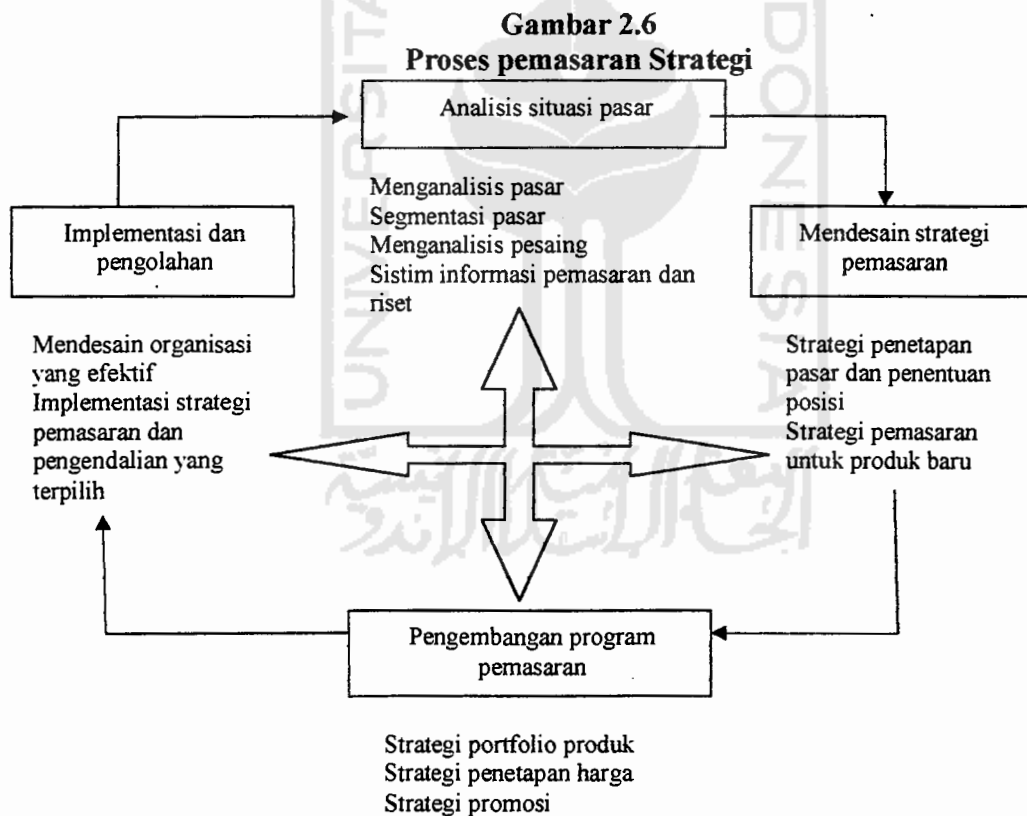 Gambar 2.6
Proses pemasaran Strategi
Analisis situasi pasar
Menganalisis pasar
Segmentasi pasar
Menganalisis pesaing
Sistim informasi pemasaran dan
riset
Implementasi dan
pengolahan
Mendesain organisasi
yang efektif
Implementasi strategi
pemasaran dan
pengendalian yang
terpilih
Mendesain strategi
pemasaran
Strategi penetapan
pasar dan penentuan
posisi
Strategi pemasaran
untuk produk baru
Pengembangan program
pemasaran
Strategi portfolio produk
Strategi penetapan harga
Strategi promosi
UNIVERSITA
DONESIA